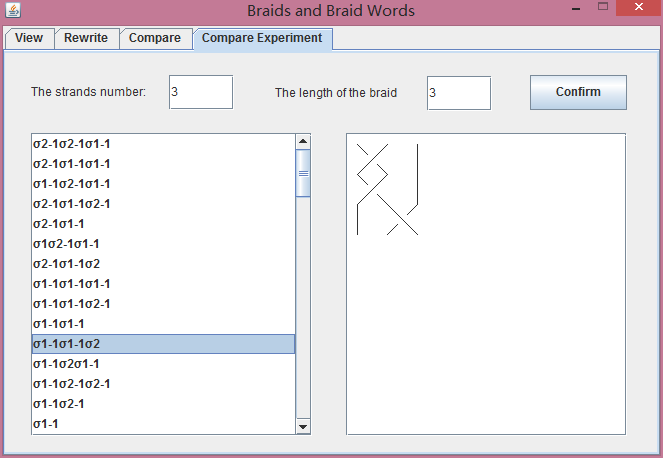 Braids and Braid Words
View Rewrite Compare Compare Experiment
The strands number: 3 The length of the braid 3 Confirm
σ2-1σ2-1σ1-1
σ2-1σ1-1σ1-1
σ1-1σ2-1σ1-1
σ2-1σ1-1σ2-1
σ2-1σ1-1
σ1σ2-1σ1-1
σ2-1σ1-1σ2
σ1-1σ1-1σ1-1
σ1-1σ1-1σ2-1
σ1-1σ1-1
σ1-1σ1-1σ2
σ1-1σ2σ1-1
σ1-1σ2-1σ2-1
σ1-1σ2-1
σ1-1